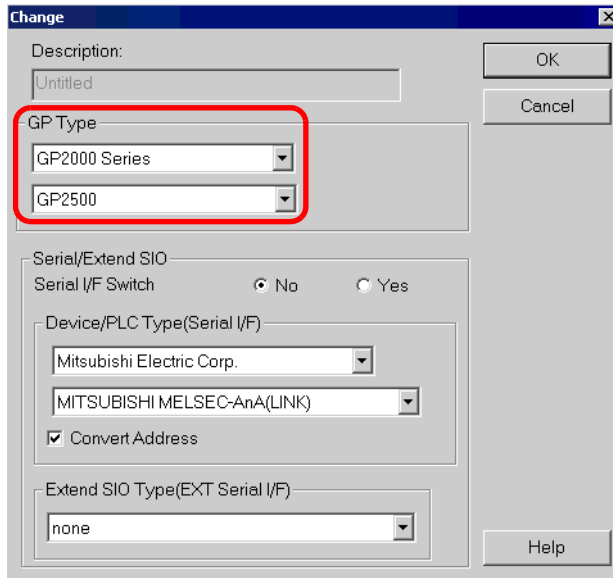 Change
Description:
Untitled
OK
Cancel
GP Type
GP2000 Series
GP2500
Serial/Extend SIO
Serial I/F Switch No Yes
Device/PLC Type(Serial I/F)
Mitsubishi Electric Corp.
MITSUBISHI MELSEC-AnA(LINK)
Convert Address
Extend SIO Type(EXT Serial I/F)
none
Help